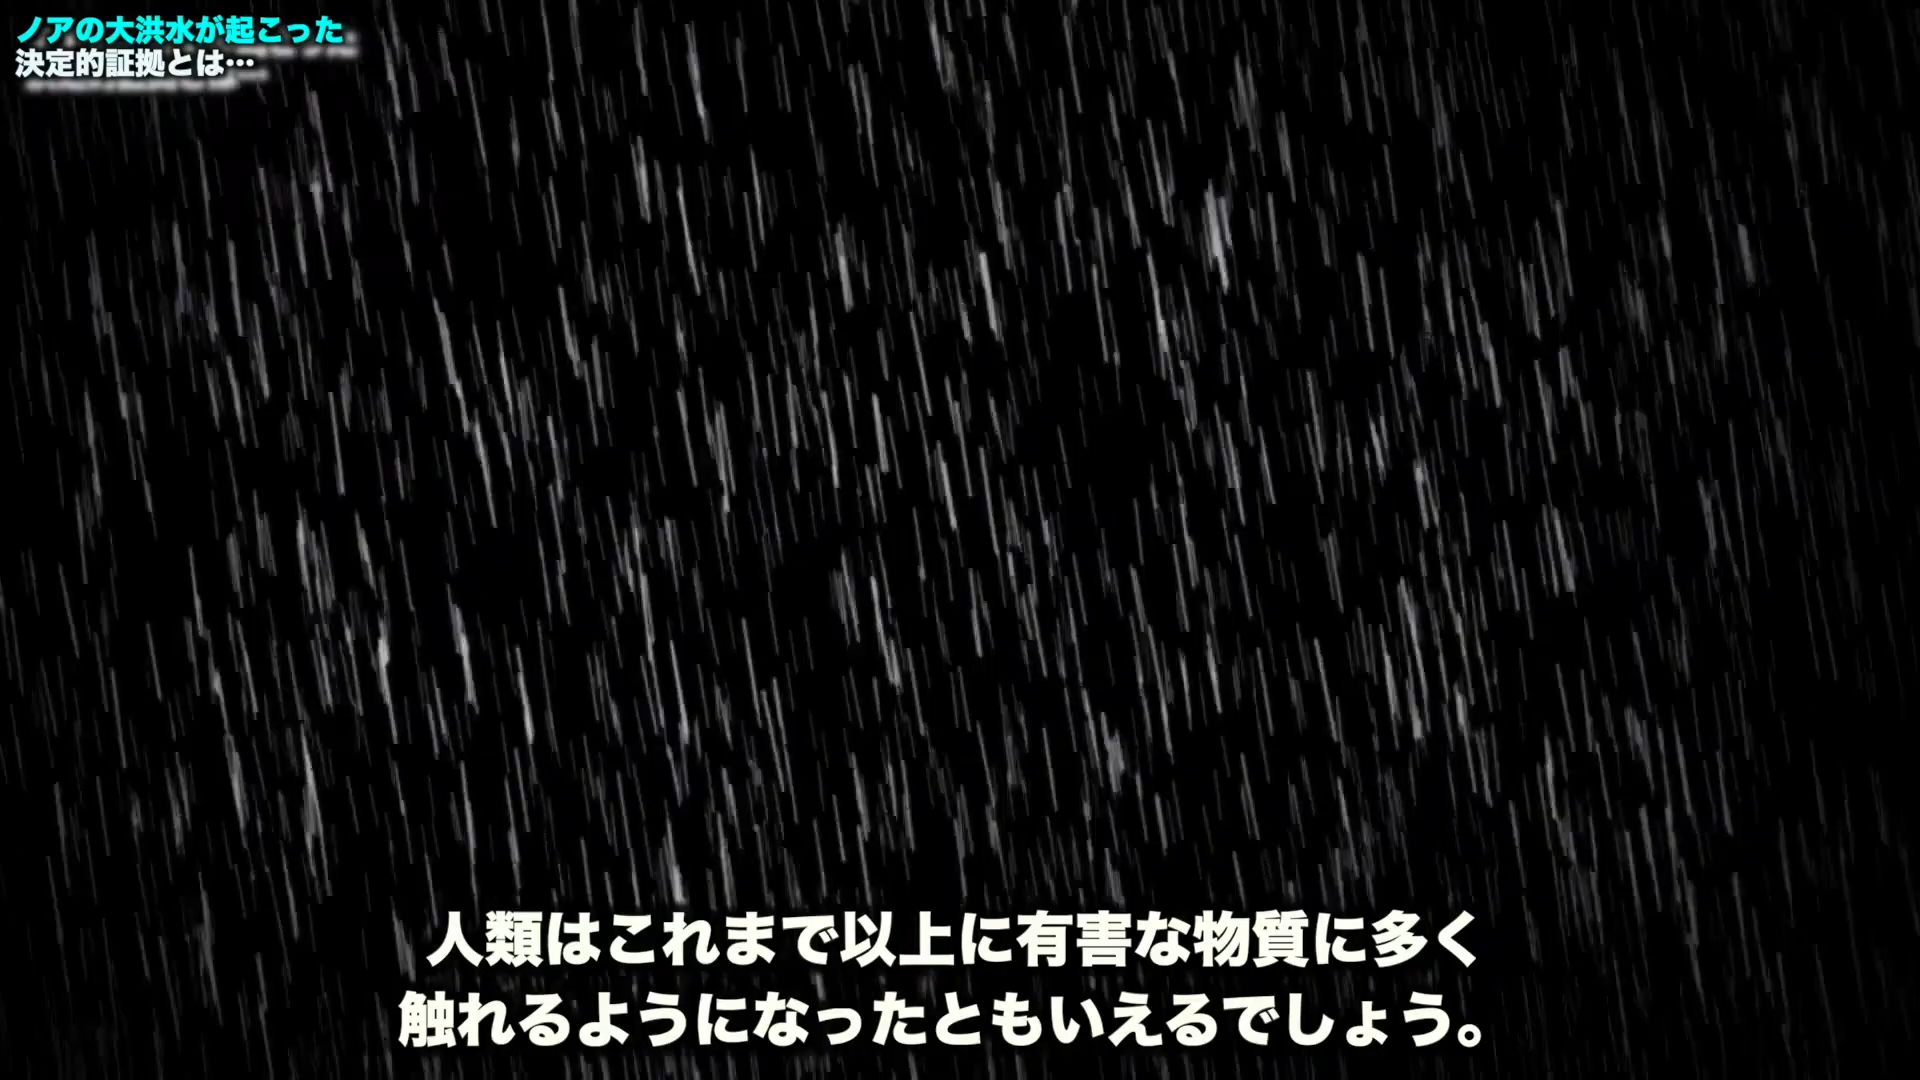 ノアの大洪水が起こった
決定的証拠とは…
人類はこれまで以上に有害な物質に多く
触れるようになったともいえるでしょう。